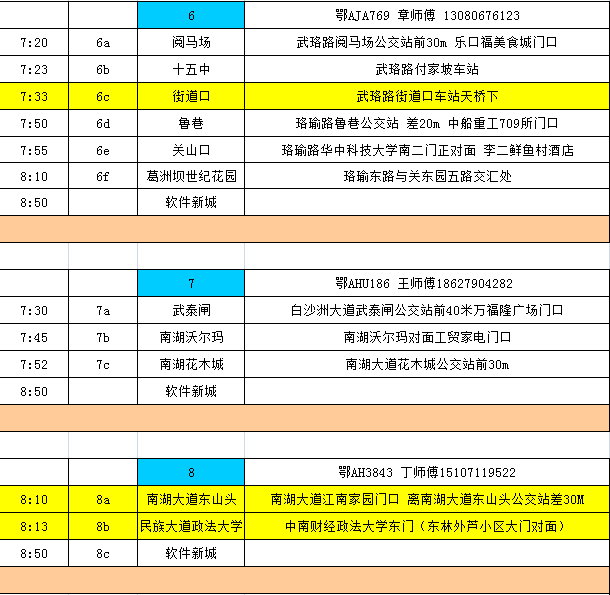 6 鄂AJA769 章师傅 13080676123
7:20 6a 阅马场 武珞路阅马场公交站前30m 乐口福美食城门口
7:23 6b 十五中 武珞路付家坡车站
7:33 6c 街道口 武珞路街道口车站天桥下
7:50 6d 鲁巷 珞瑜路鲁巷公交站 差20m 中船重工709所门口
7:55 6e 关山口 珞瑜路华中科技大学南二门正对面 李二鲜鱼村酒店
8:10 6f 葛洲坝世纪花园 珞瑜东路与关东园五路交汇处
8:50 软件新城
7 鄂AHU186 王师傅18627904282
7:30 7a 武泰闸 白沙洲大道武泰闸公交站前40米万福隆广场门口
7:45 7b 南湖沃尔玛 南湖沃尔玛对面工贸家电门口
7:52 7c 南湖花木城 南湖大道花木城公交站前30m
8:50 软件新城
8 鄂AH3843 丁师傅15107119522
8:10 8a 南湖大道东山头 南湖大道江南家园门口 离南湖大道东山头公交站差30M
8:13 8b 民族大道政法大学 中南财经政法大学东门（东林外芦小区大门对面）
8:50 8c 软件新城